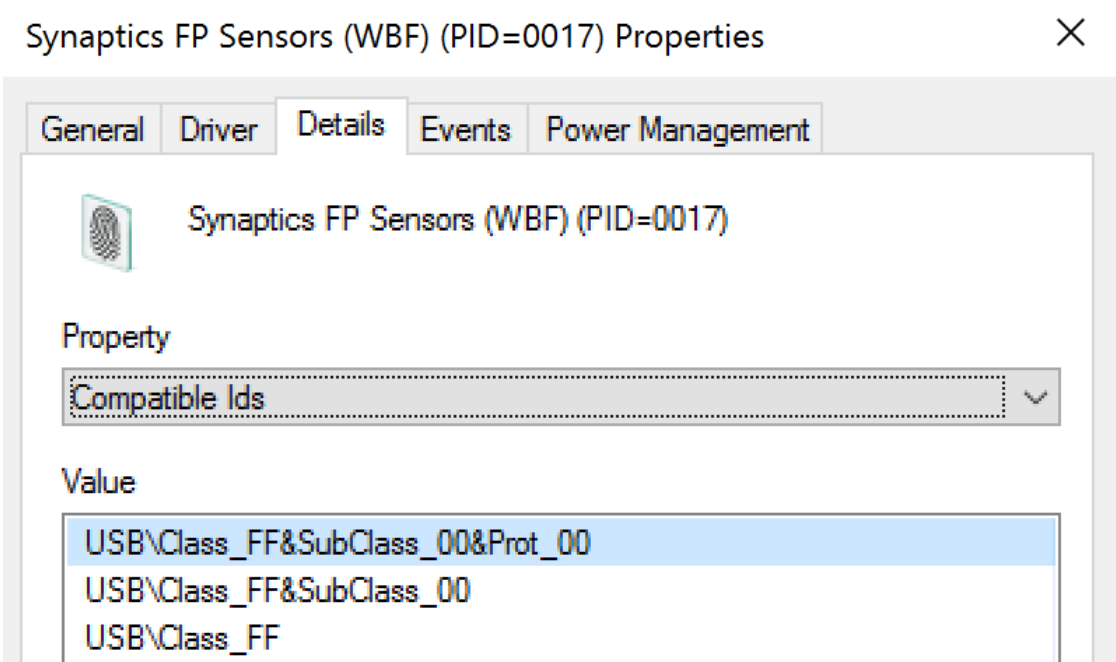 Synaptics FP Sensors (WBF) (PID=0017) Properties
General Driver Details Events Power Management
Synaptics FP Sensors (WBF) (PID=0017)
Property
Compatible Ids
Value
USB\Class_FF&SubClass_00&Prot_00
USB\Class_FF&SubClass_00
USB\Class_FF